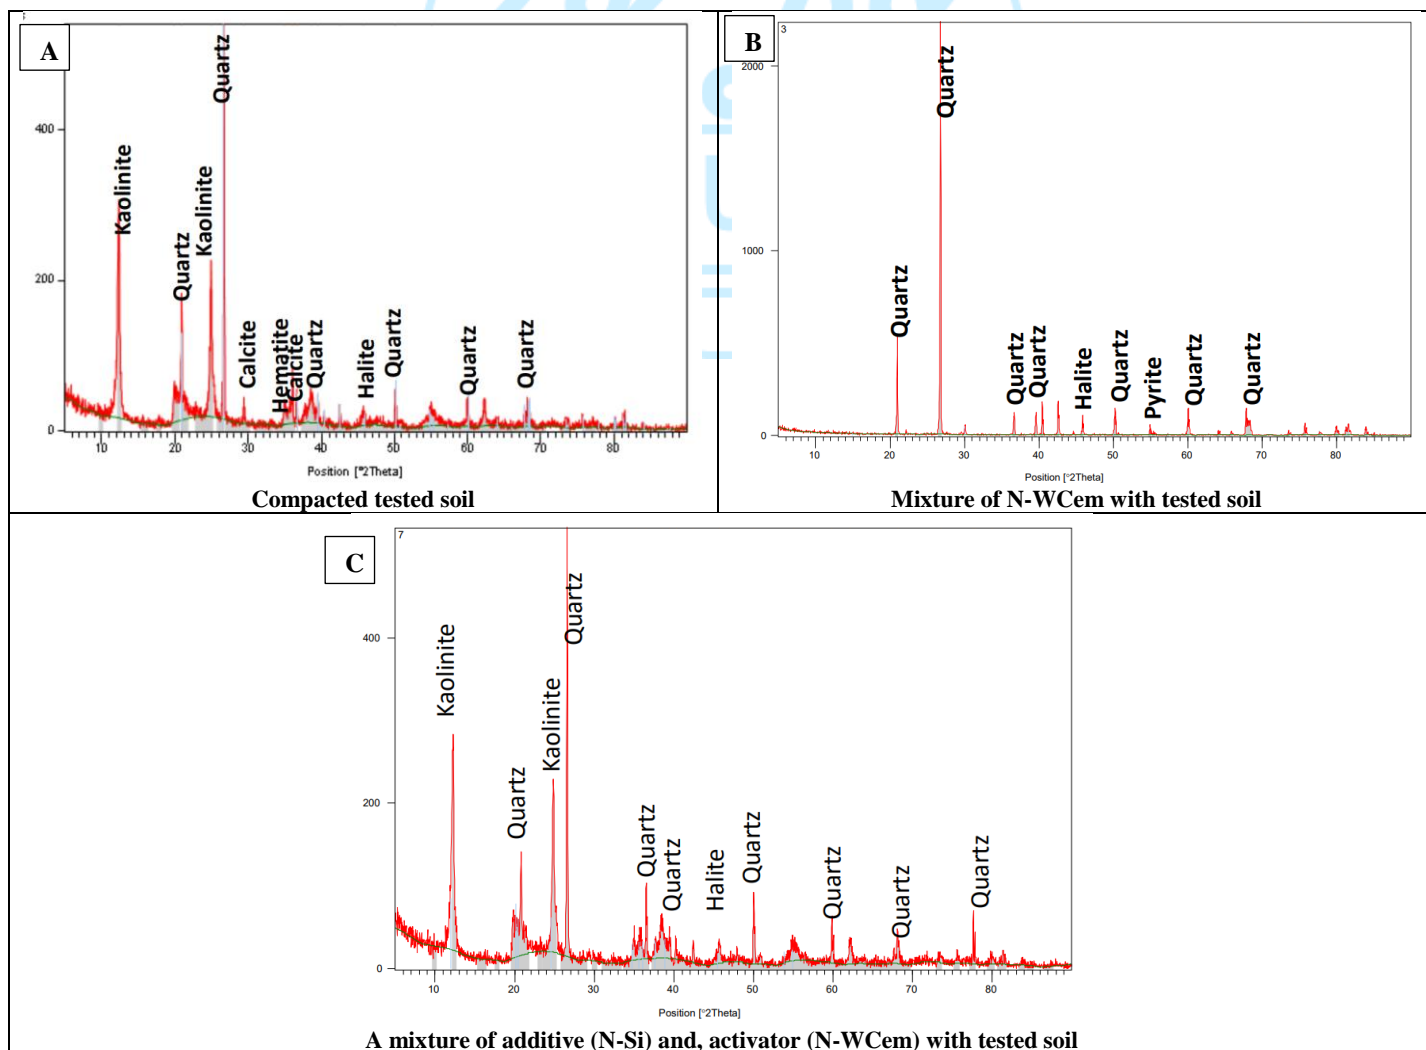 A
400
200
0
Kaolinite
Quartz
Kaolinite
Quartz
Calcite
Hematite
Calcite
Quartz
Halite
Quartz
Quartz
Quartz
10 20 30 40 50 60 70 80
Position [°2Theta]
Compacted tested soil
B
3
2000
1000
0
Quartz
Quartz
Quartz
Quartz
Halite
Quartz
Pyrite
Quartz
Quartz
10 20 30 40 50 60 70 80
Position [°2Theta]
Mixture of N-WCem with tested soil
C
7
400
200
0
Kaolinite
Quartz
Kaolinite
Quartz
Quartz
Quartz
Halite
Quartz
Quartz
Quartz
Quartz
10 20 30 40 50 60 70 80
Position [°2Theta]
A mixture of additive (N-Si) and, activator (N-WCem) with tested soil